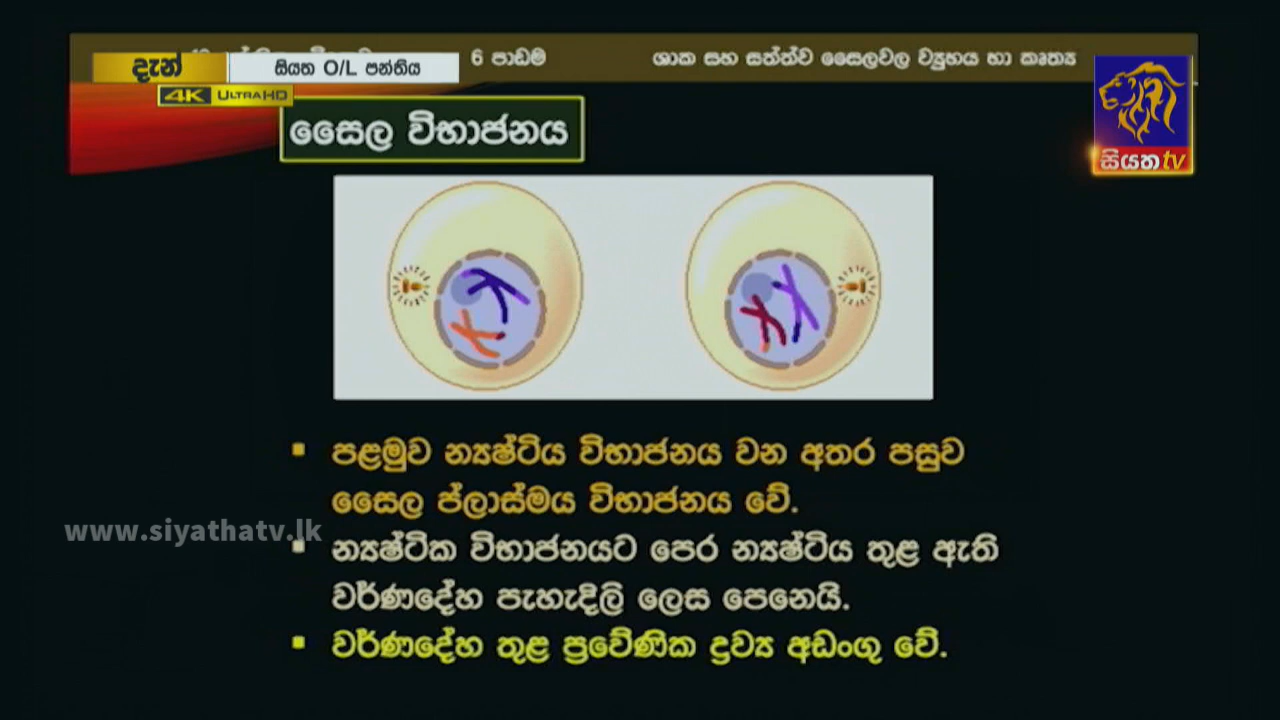 6 පාඩම ශාක සහ සත්ත්ව සෛලවල ව්‍යුහය හා කෘත්‍ය
දැන් සියත O/L පන්තිය
4K ULTRA HD
සෛල විභාජනය
සියත tv
පළමුව න්‍යෂ්ටිය විභාජනය වන අතර පසුව
සෛල ප්ලාස්මය විභාජනය වේ.
www.siyathatv.lk
න්‍යෂ්ටික විභාජනයට පෙර න්‍යෂ්ටිය තුළ ඇති
වර්ණදේහ පැහැදිලි ලෙස පෙනෙයි.
වර්ණදේහ තුළ ප්‍රවේණික ද්‍රව්‍ය අඩංගු වේ.